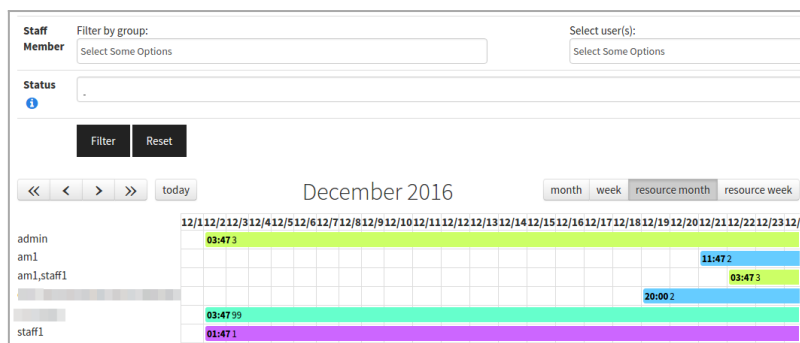 Staff Member
Filter by group:
Select user(s):
Select Some Options
Select Some Options
Status
.
Filter
Reset
today
December 2016
month
week
resource month
resource week
12/1 12/2 12/3 12/4 12/5 12/6 12/7 12/8 12/9 12/10 12/11 12/12 12/13 12/14 12/15 12/16 12/17 12/18 12/19 12/20 12/21 12/22 12/23 12/
admin
03:47 3
am1
11:47 2
am1,staff1
03:47 3
20:00 2
03:47 99
staff1
01:47 1